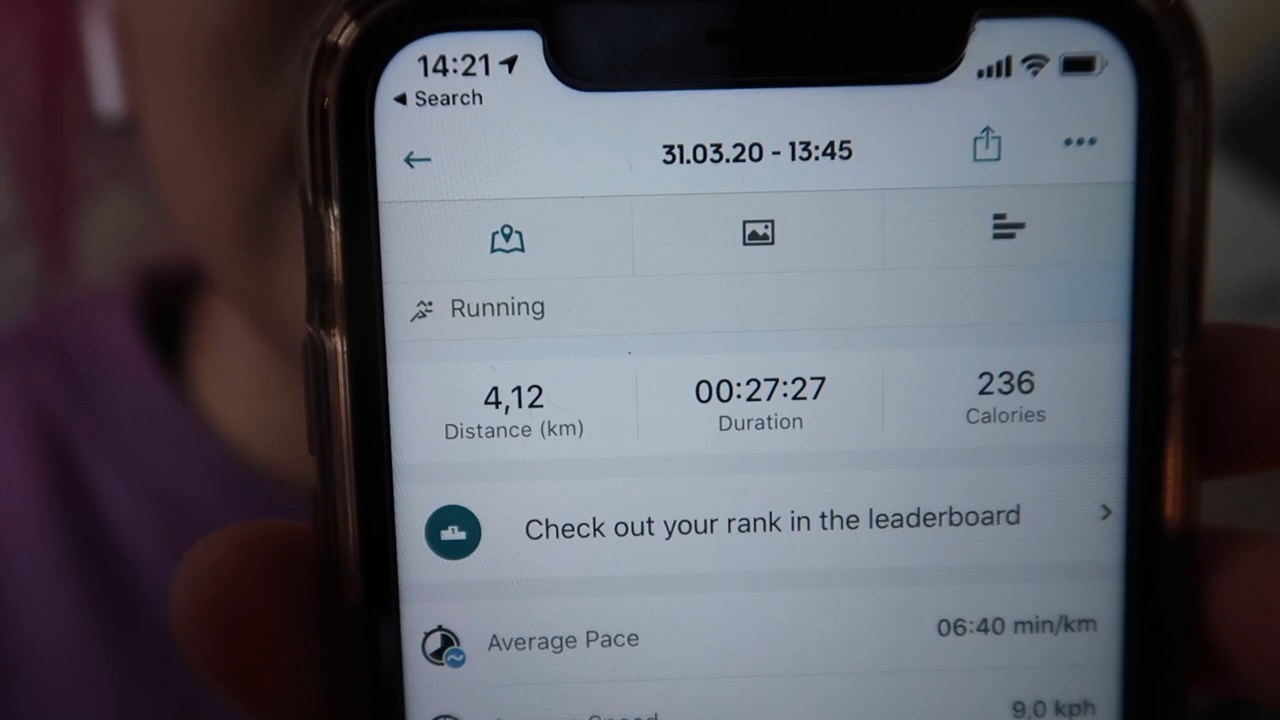 14:21
◀ Search
31.03.20 - 13:45
Running
4,12 00:27:27 236
Distance (km) Duration Calories
Check out your rank in the leaderboard
Average Pace 06:40 min/km
9,0 kph